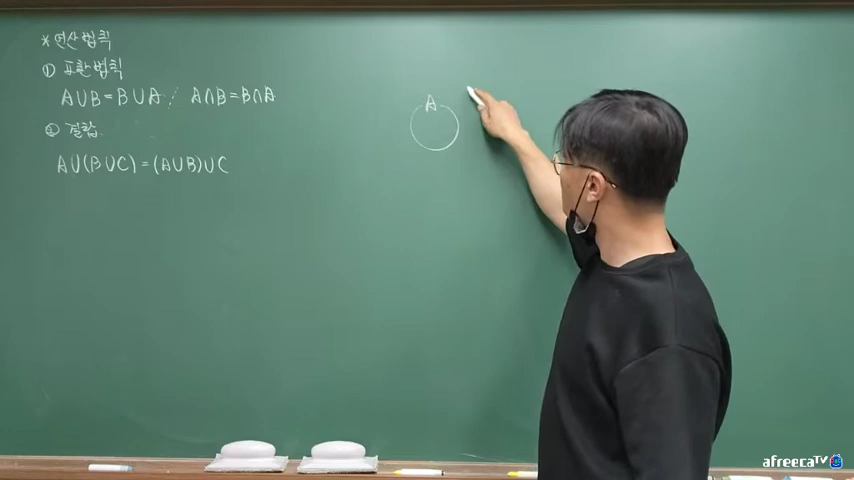 * 연산법칙
① 교환법칙
A∪B=B∪A / A∩B=B∩A
② 결합.
A∪(B∪C)=(A∪B)∪C
A
afreecaTV